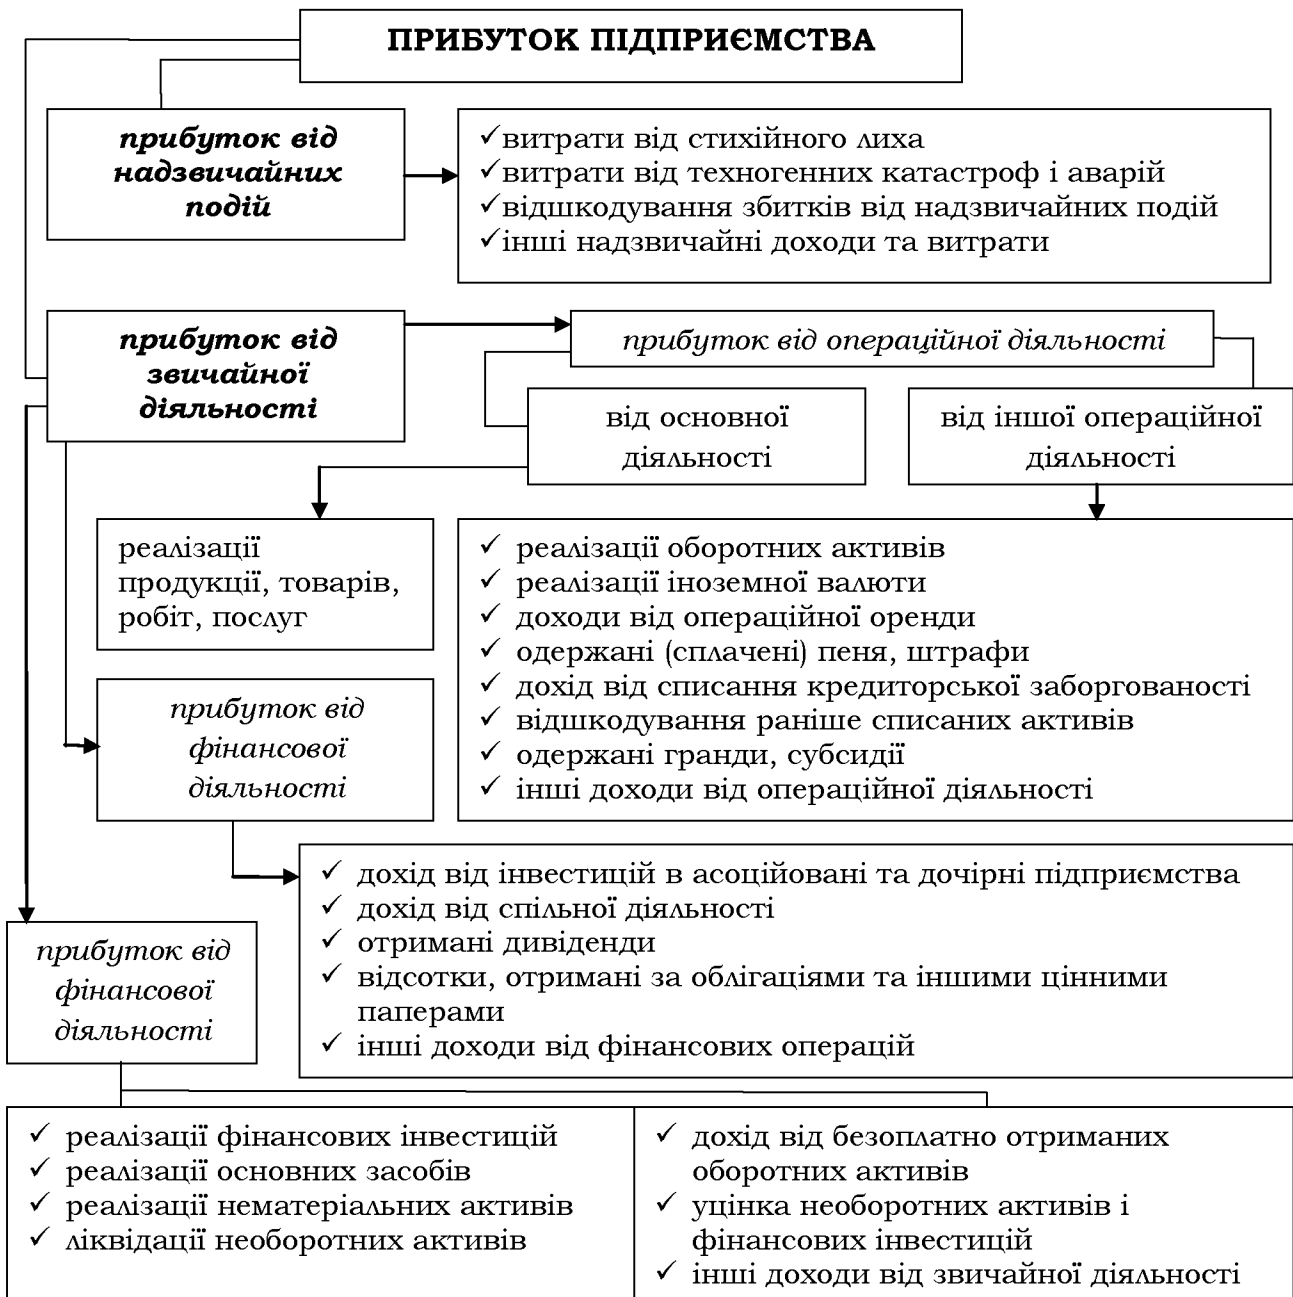 ПРИБУТОК ПІДПРИЄМСТВА
прибуток від
надзвичайних
подій
✓витрати від стихійного лиха
✓витрати від техногенних катастроф і аварій
✓відшкодування збитків від надзвичайних подій
✓інші надзвичайні доходи та витрати
прибуток від
звичайної
діяльності
прибуток від операційної діяльності
від основної
діяльності
від іншої операційної
діяльності
реалізації
продукції, товарів,
робіт, послуг
✓ реалізації оборотних активів
✓ реалізації іноземної валюти
✓ доходи від операційної оренди
✓ одержані (сплачені) пеня, штрафи
✓ дохід від списання кредиторської заборгованості
✓ відшкодування раніше списаних активів
✓ одержані гранди, субсидії
✓ інші доходи від операційної діяльності
прибуток від
фінансової
діяльності
✓ дохід від інвестицій в асоційовані та дочірні підприємства
✓ дохід від спільної діяльності
✓ отримані дивіденди
✓ відсотки, отримані за облігаціями та іншими цінними
паперами
✓ інші доходи від фінансових операцій
прибуток від
фінансової
діяльності
✓ реалізації фінансових інвестицій
✓ реалізації основних засобів
✓ реалізації нематеріальних активів
✓ ліквідації необоротних активів
✓ дохід від безоплатно отриманих
оборотних активів
✓ уцінка необоротних активів і
фінансових інвестицій
✓ інші доходи від звичайної діяльності